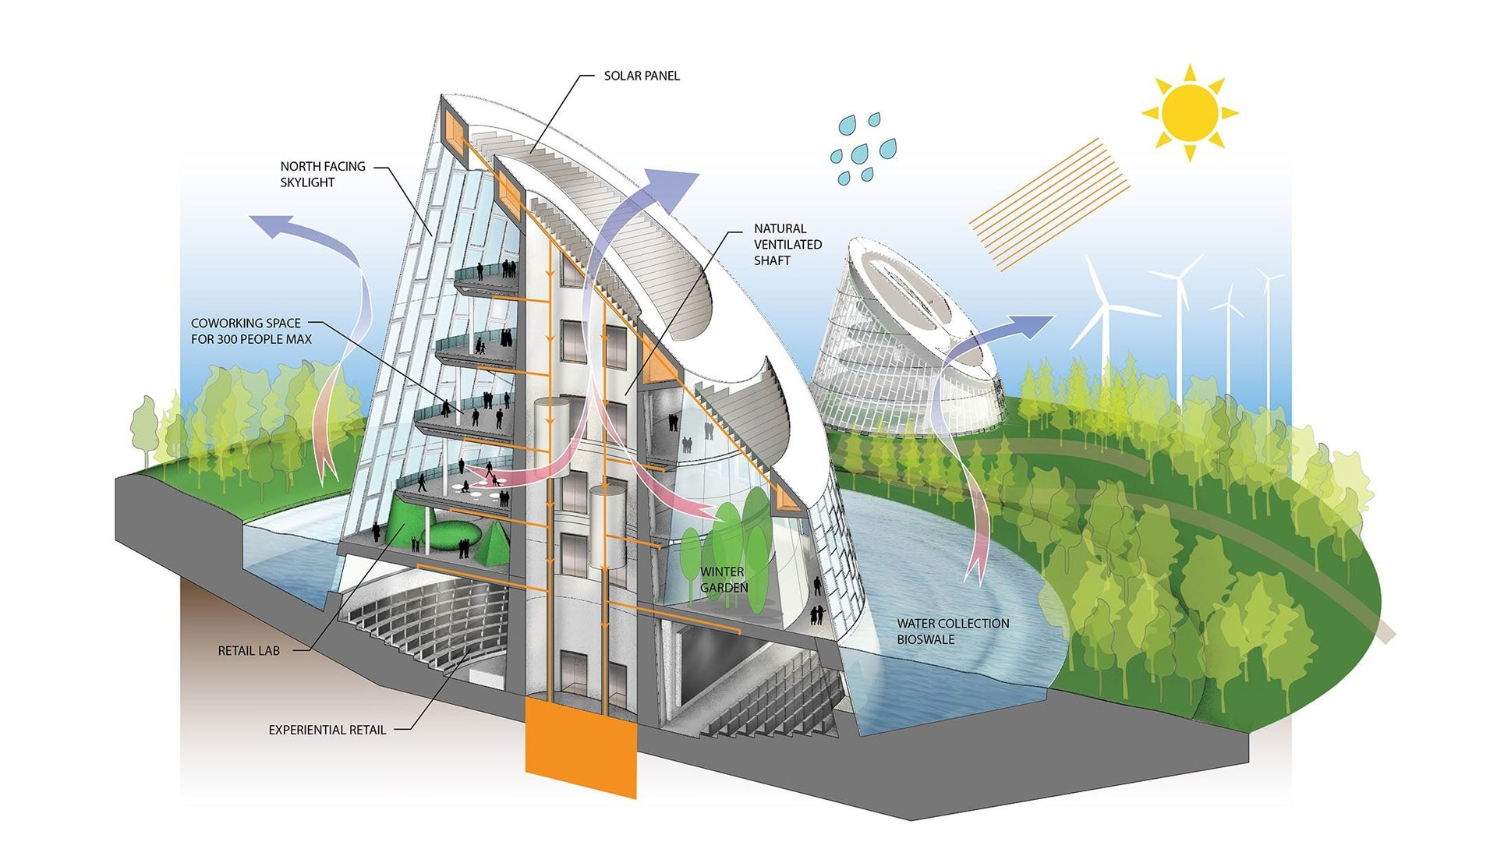 SOLAR PANEL
NORTH FACING
SKYLIGHT
NATURAL
VENTILATED
SHAFT
COWORKING SPACE
FOR 300 PEOPLE MAX
WINTER
GARDEN
WATER COLLECTION
BIOSWALE
RETAIL LAB
EXPERIENTIAL RETAIL